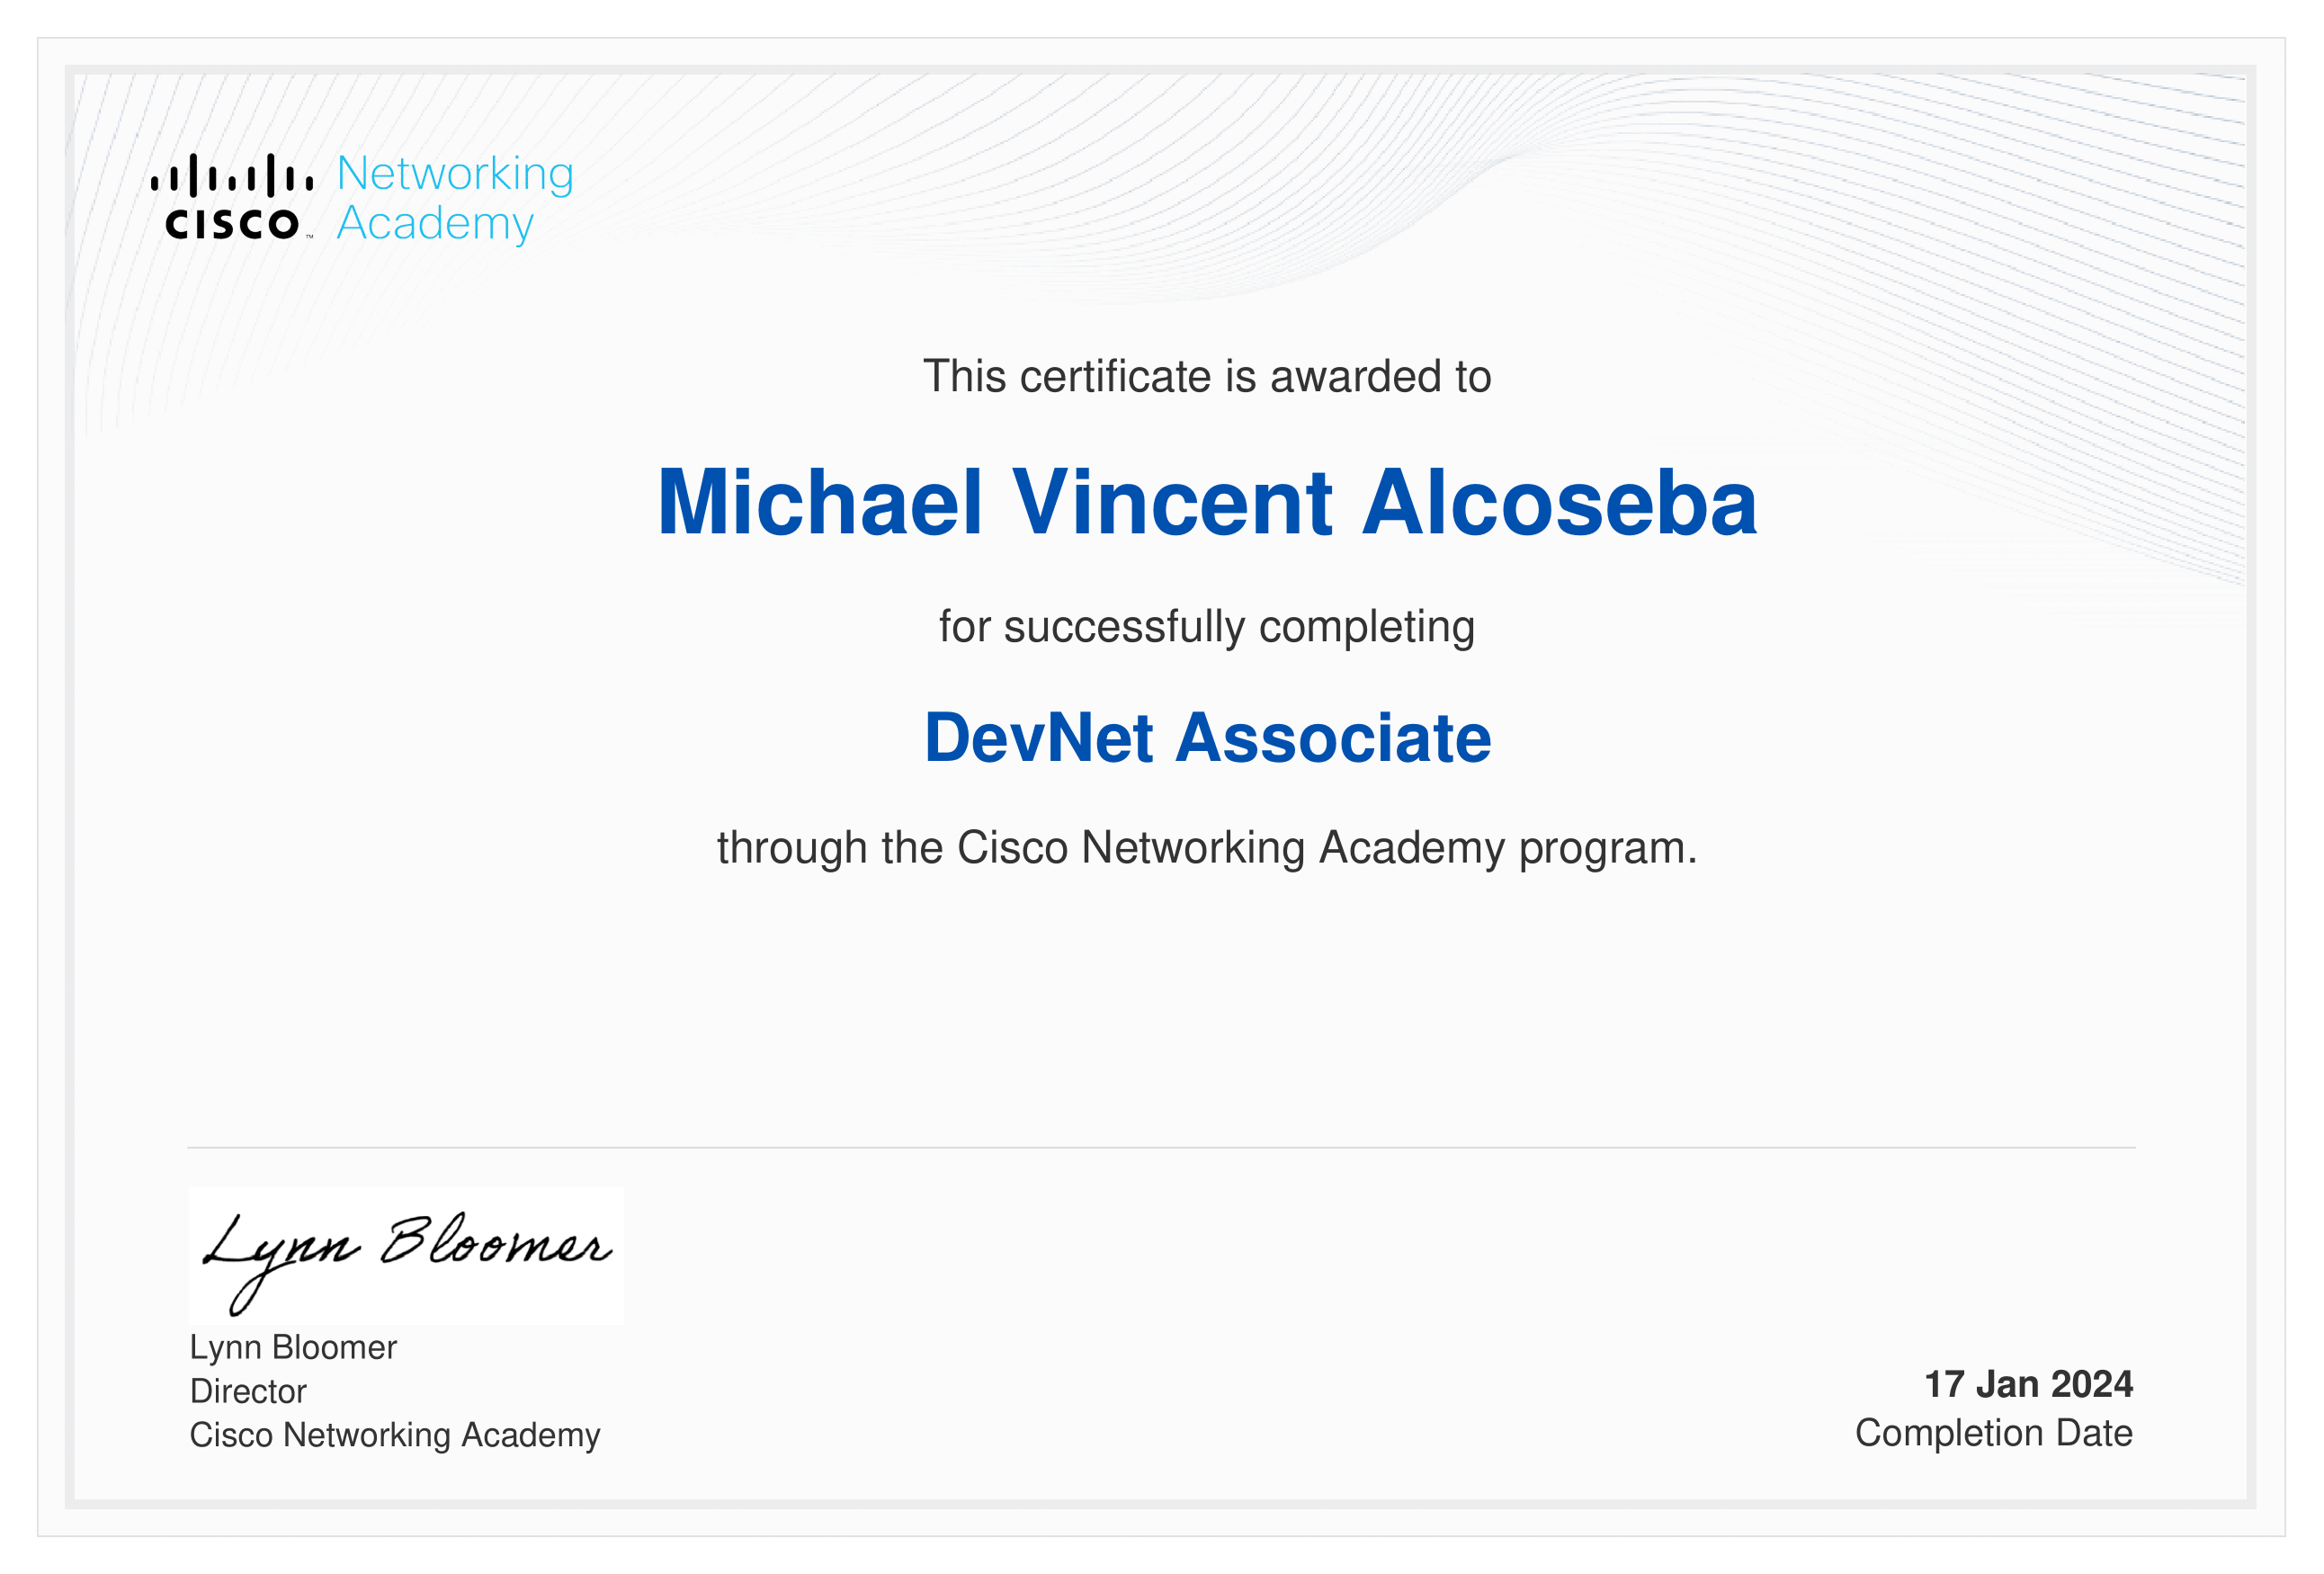 CISCO™
Networking
Academy
This certificate is awarded to
Michael Vincent Alcoseba
for successfully completing
DevNet Associate
through the Cisco Networking Academy program.
Lynn Bloomer
Lynn Bloomer
Director
Cisco Networking Academy
17 Jan 2024
Completion Date